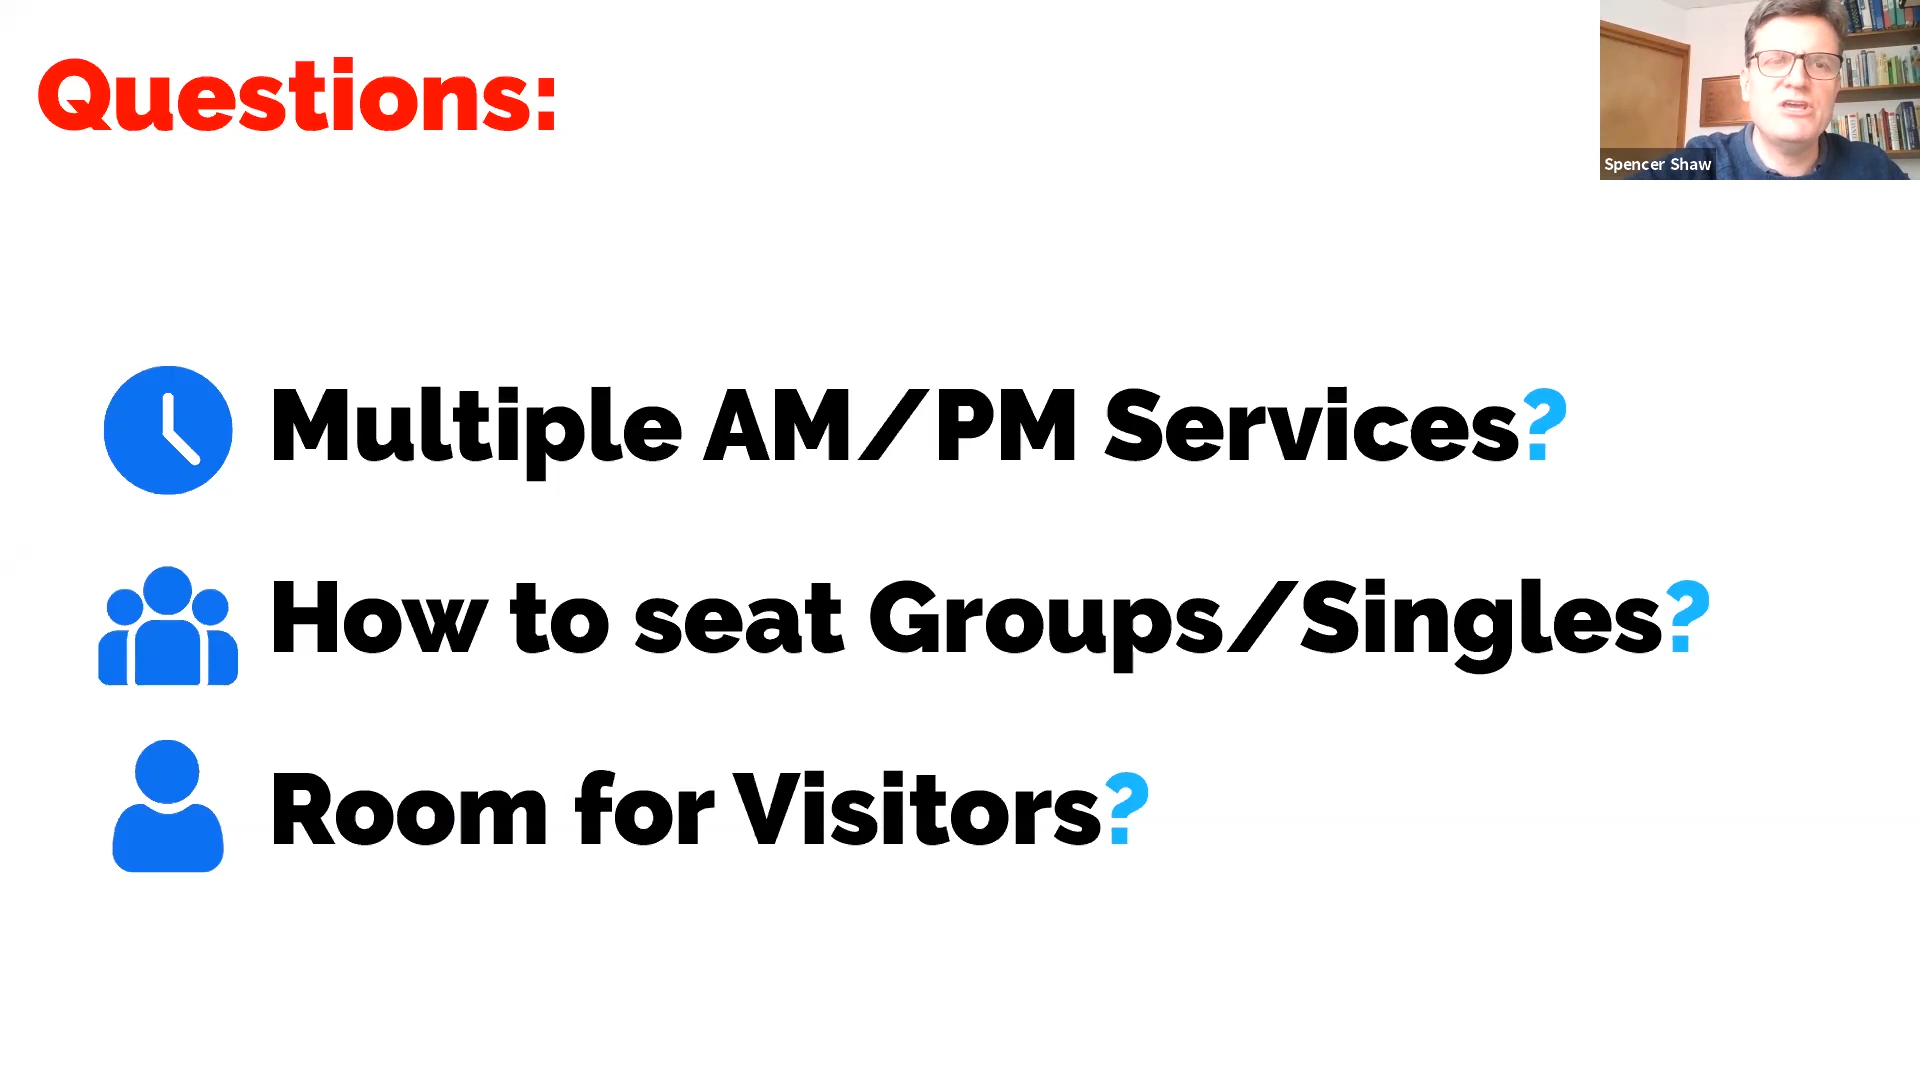 Questions:
Spencer Shaw
Multiple AM/PM Services?
How to seat Groups/Singles?
Room for Visitors?